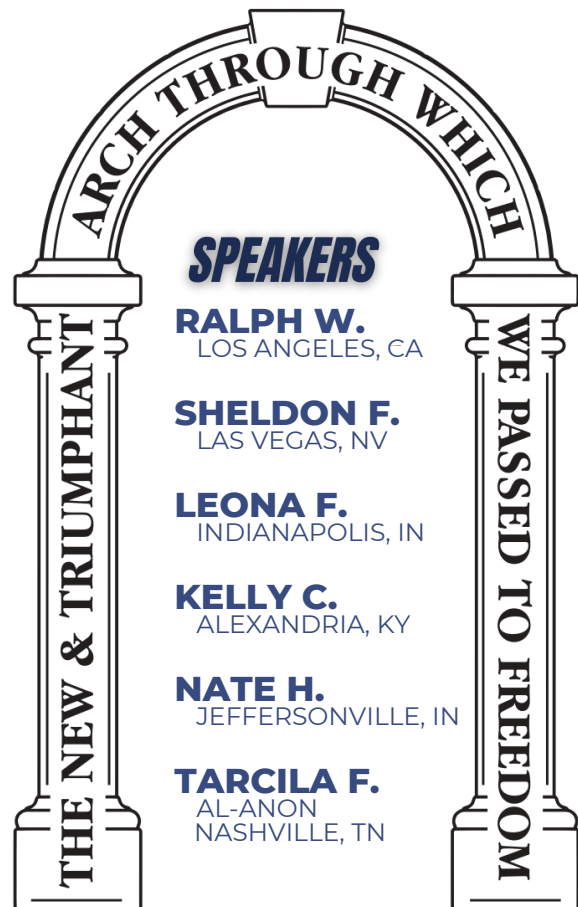 THE NEW & TRIUMPHANT
ARCH THROUGH WHICH
WE PASSED TO FREEDOM
SPEAKERS
RALPH W.
LOS ANGELES, CA
SHELDON F.
LAS VEGAS, NV
LEONA F.
INDIANAPOLIS, IN
KELLY C.
ALEXANDRIA, KY
NATE H.
JEFFERSONVILLE, IN
TARCILA F.
AL-ANON
NASHVILLE, TN